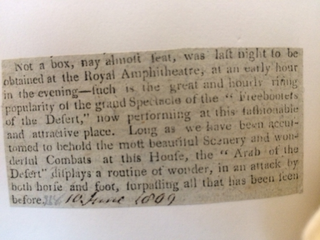 Not a box, nay almoſt ſeat, was laſt night to be
obtained at the Royal Amphitheatre, at an early hour
in the evening—ſuch is the great and hourly riſing
popularity of the grand Spectacle of the "Freebooters
of the Deſert," now performing at this faſhionable
and attractive place. Long as we have been accuſ-
tomed to behold the moſt beautiful Scenery and won-
derful Combats at this Houſe, the "Arab of the
Deſert" diſplays a routine of wonder, in an attack by
both horſe and foot, ſurpaſſing all that has been ſeen
before. 10 June 1809